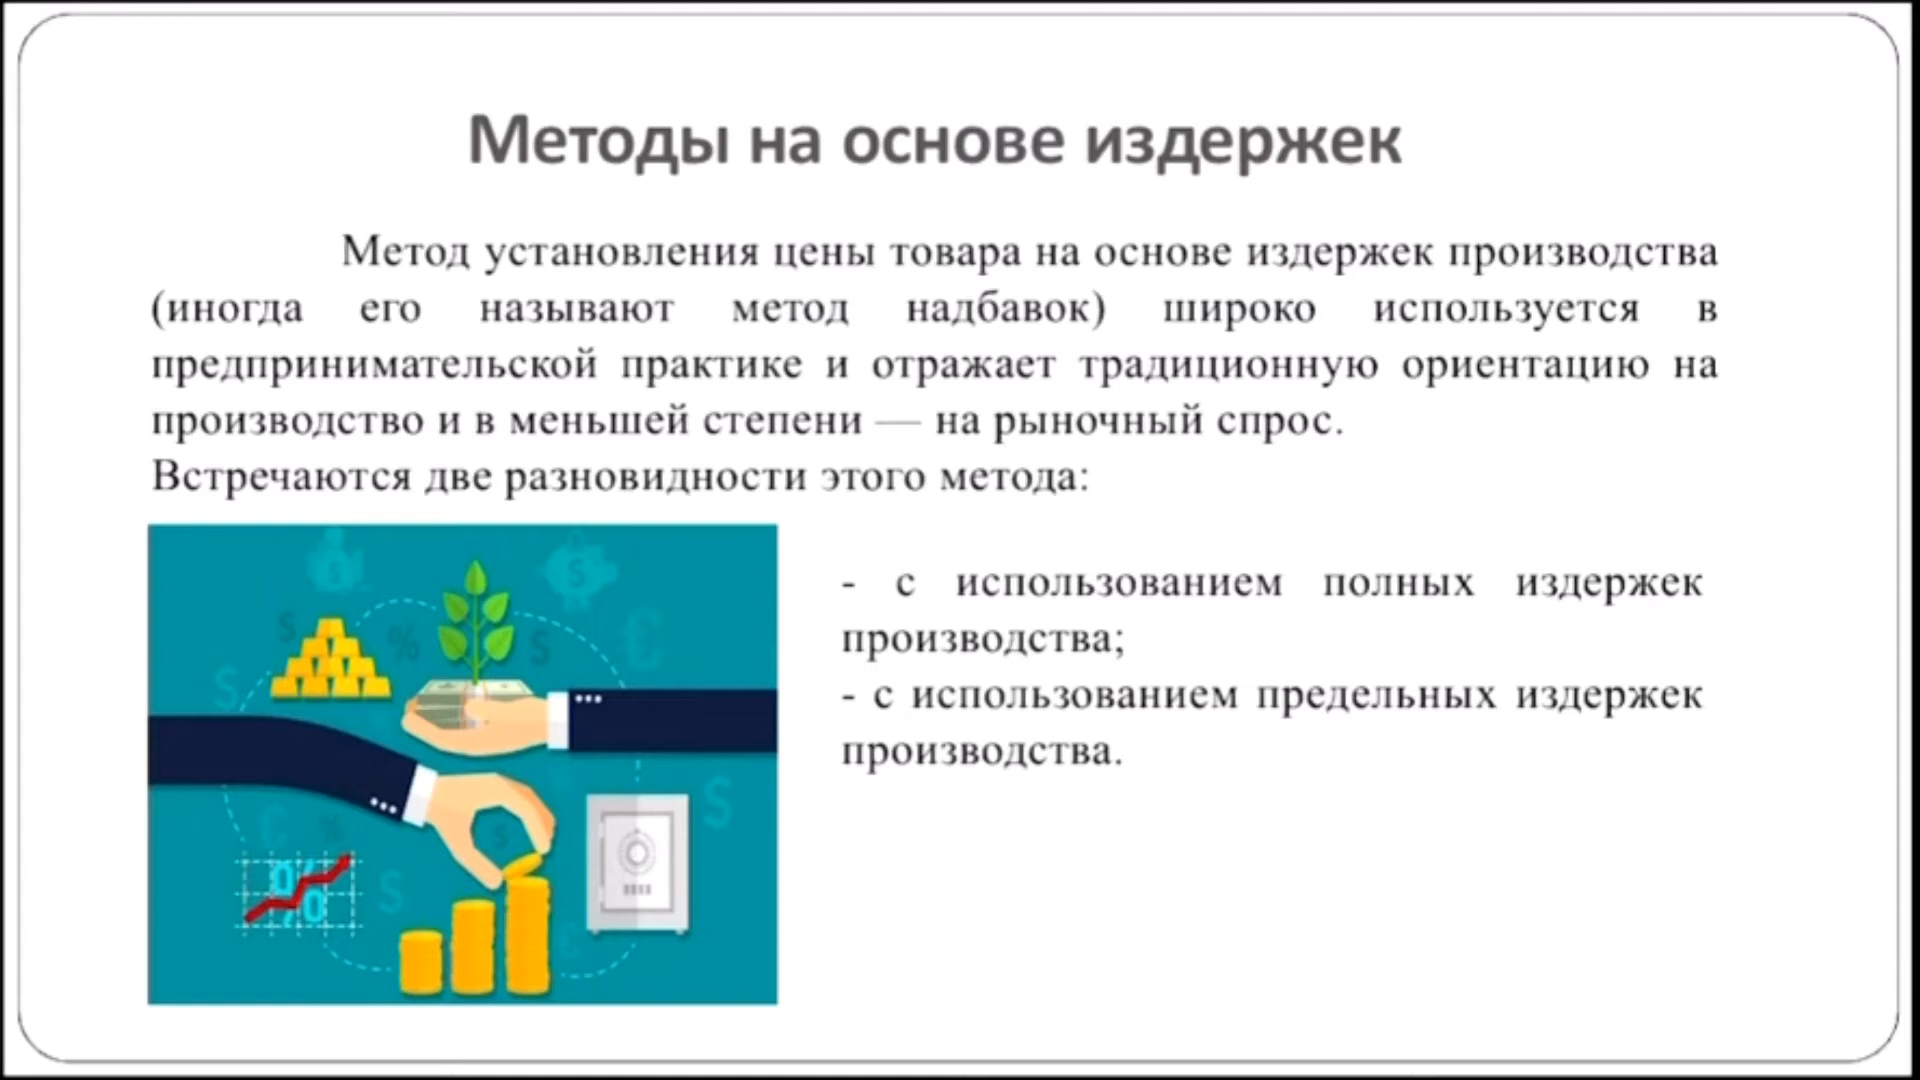 Методы на основе издержек
Метод установления цены товара на основе издержек производства
(иногда его называют метод надбавок) широко используется в
предпринимательской практике и отражает традиционную ориентацию на
производство и в меньшей степени — на рыночный спрос.
Встречаются две разновидности этого метода:
- с использованием полных издержек
производства;
- с использованием предельных издержек
производства.